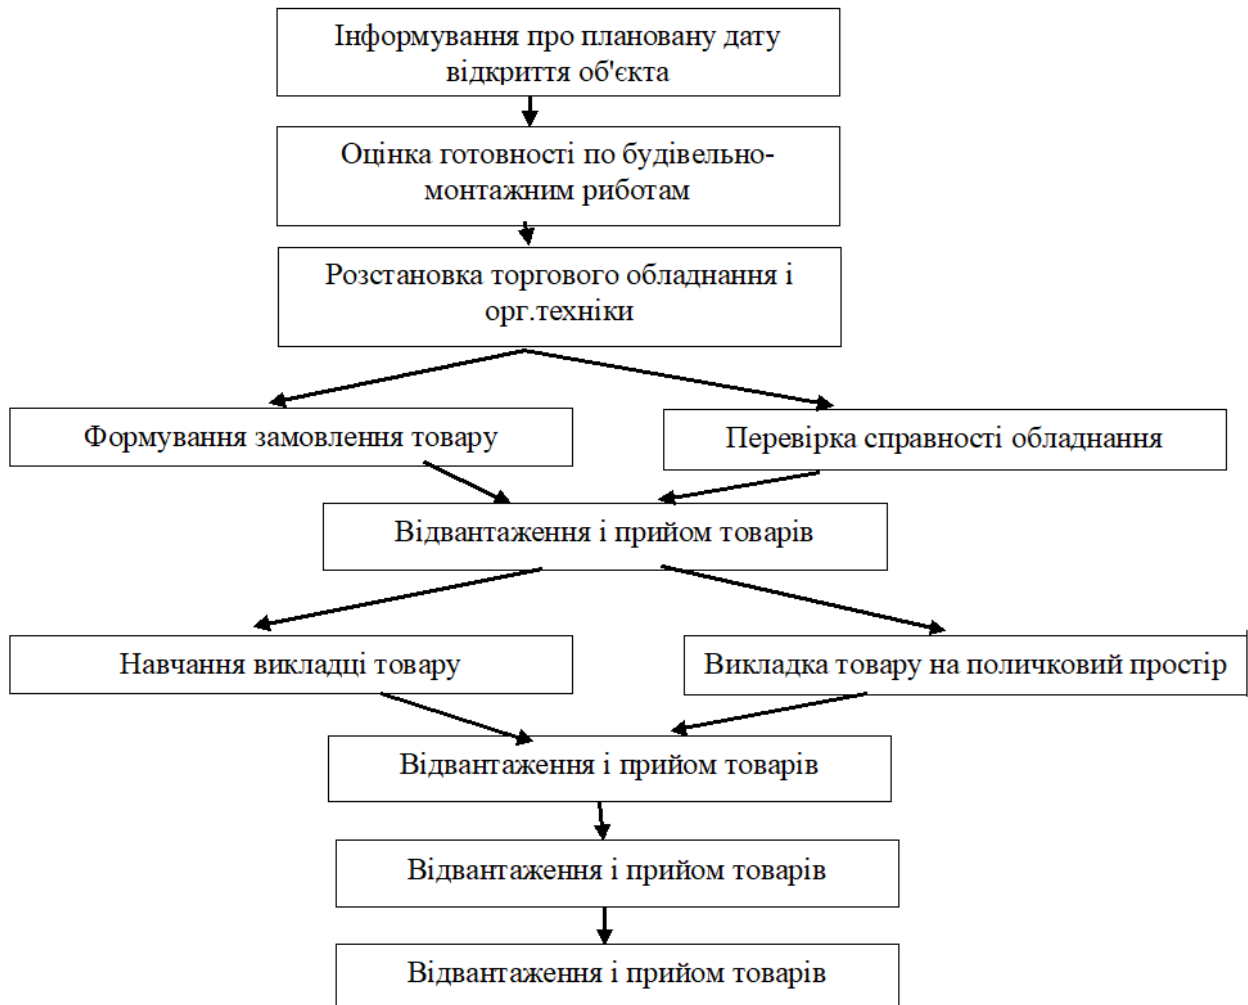 Інформування про плановану дату
відкриття об'єкта
Оцінка готовності по будівельно-
монтажним риботам
Розстановка торгового обладнання і
орг.техніки
Формування замовлення товару
Перевірка справності обладнання
Відвантаження і прийом товарів
Навчання викладці товару
Викладка товару на поличковий простір
Відвантаження і прийом товарів
Відвантаження і прийом товарів
Відвантаження і прийом товарів